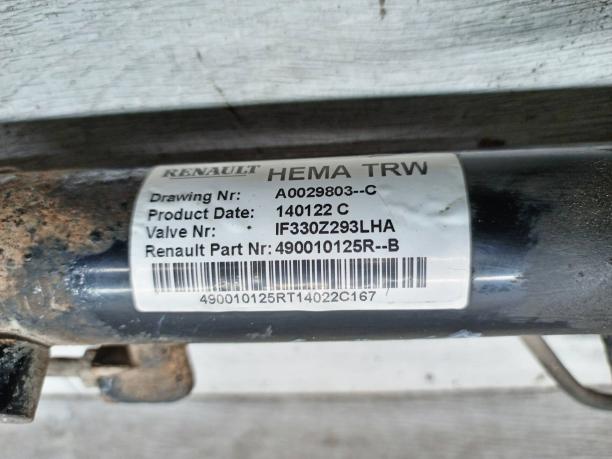 RENAULT HEMA TRW
Drawing Nr: A0029803--C
Product Date: 140122 C
Valve Nr: IF330Z293LHA
Renault Part Nr: 490010125R--B
490010125RT14022C167